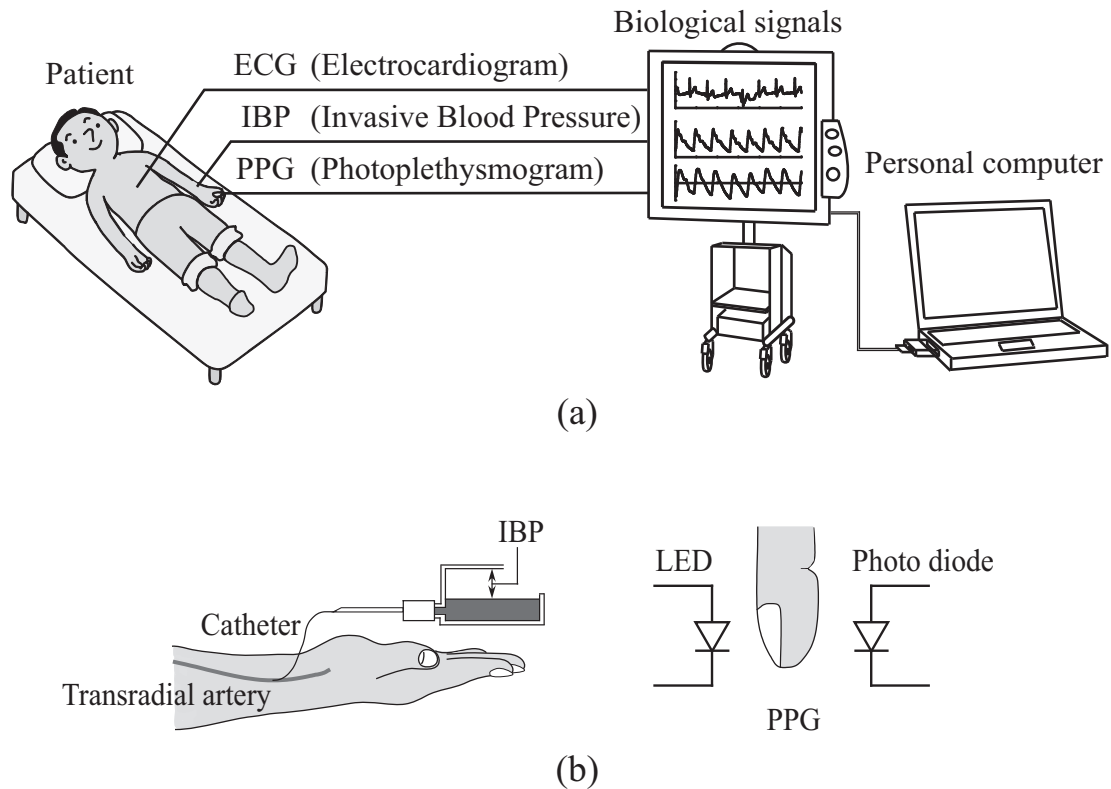 Biological signals
Patient
ECG (Electrocardiogram)
IBP (Invasive Blood Pressure)
PPG (Photoplethysmogram)
Personal computer
(a)
IBP
LED
Photo diode
Catheter
Transradial artery
PPG
(b)